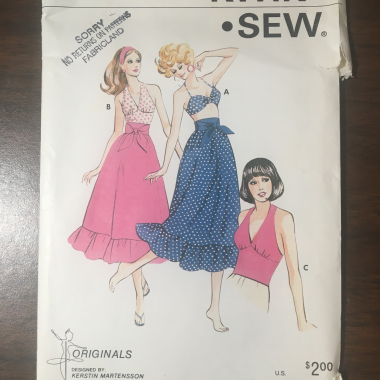 • SEW®
SORRY
NO RETURNS ON PATTERNS
FABRICLAND
B
A
C
ORIGINALS
DESIGNED BY
KERSTIN MARTENSSON
U.S.
$2.00